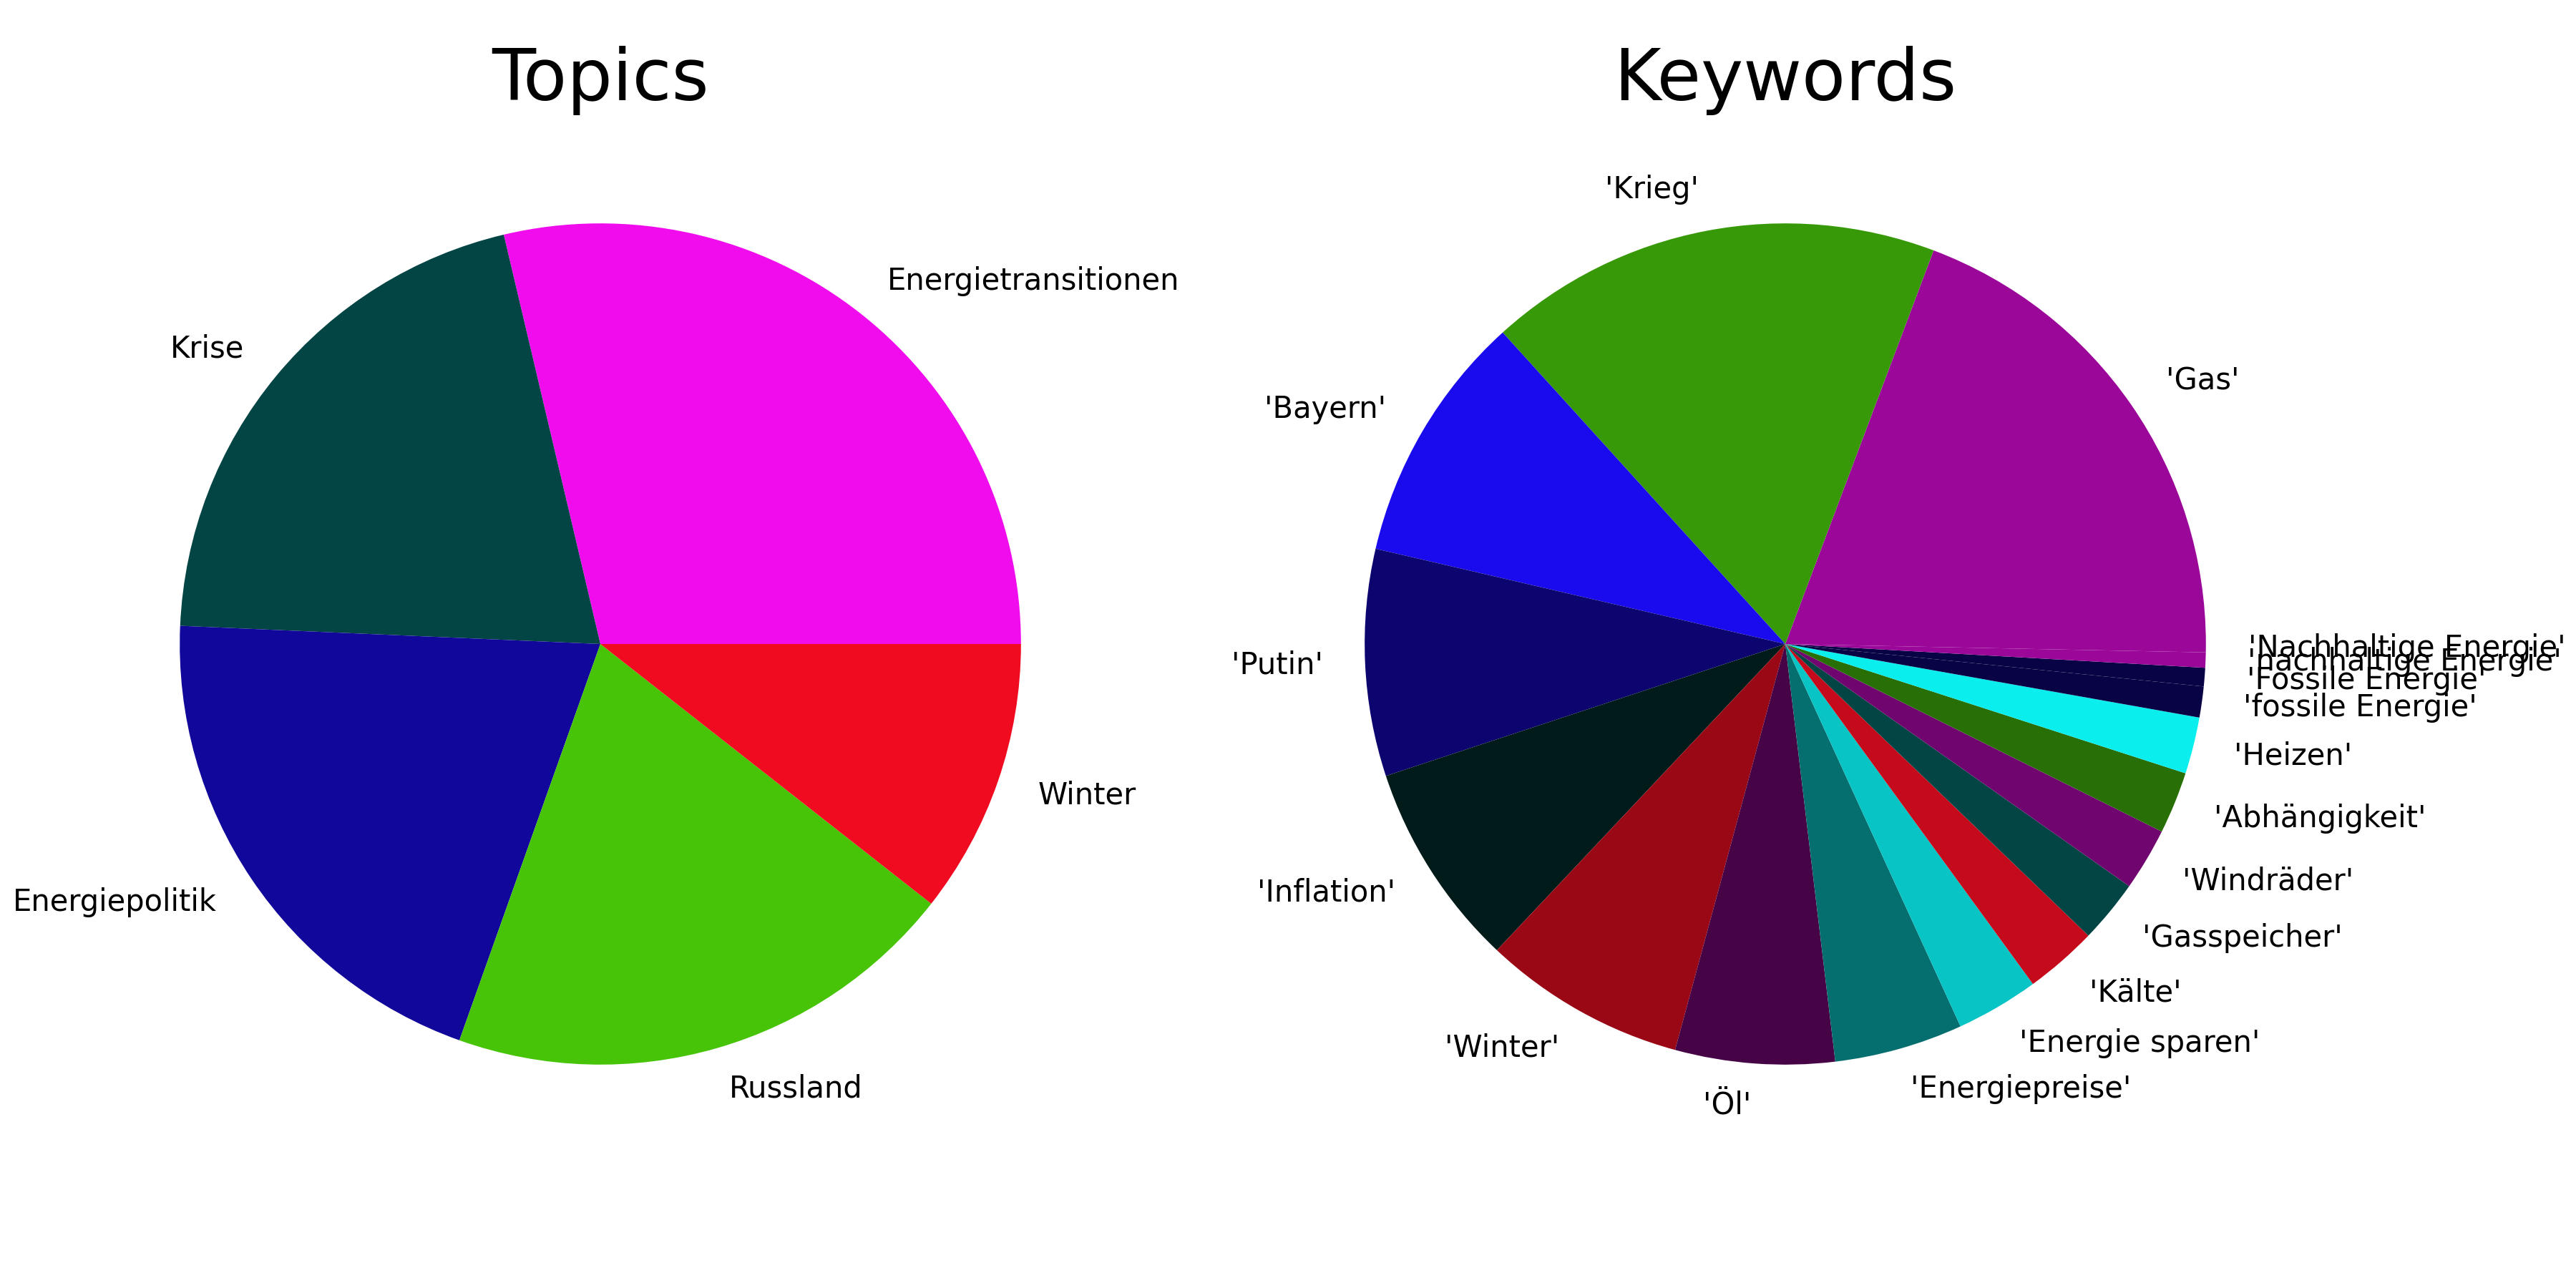 Topics
Energietransitionen
Krise
Energiepolitik
Russland
Winter
Keywords
'Gas'
'Krieg'
'Bayern'
'Putin'
'Inflation'
'Winter'
'Öl'
'Energiepreise'
'Energie sparen'
'Kälte'
'Gasspeicher'
'Windräder'
'Abhängigkeit'
'Heizen'
'fossile Energie'
'Fossile Energie'
'nachhaltige Energie'
'Nachhaltige Energie'